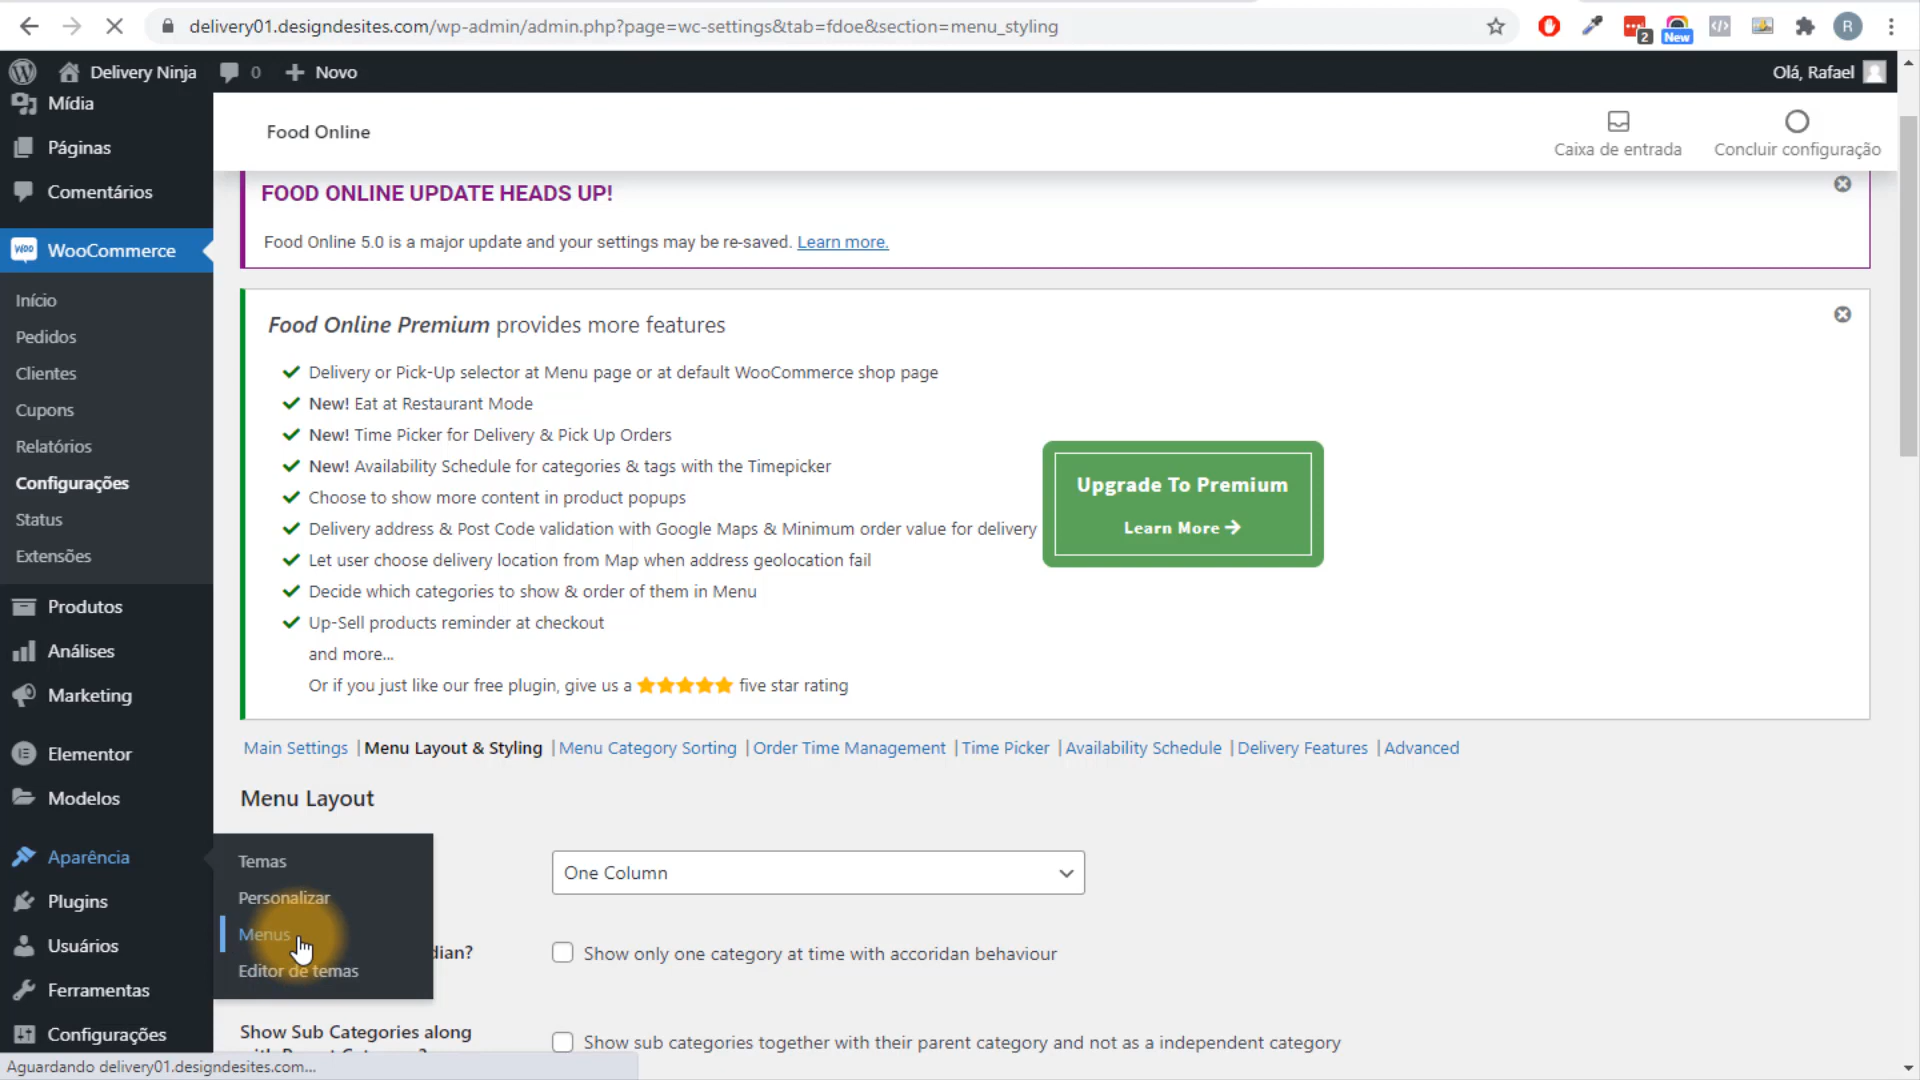 delivery01.designdesites.com/wp-admin/admin.php?page=wc-settings&tab=fdoe&section=menu_styling
2
New
R
Delivery Ninja
0
Novo
Olá, Rafael
Mídia
Páginas
Comentários
WooCommerce
Início
Pedidos
Clientes
Cupons
Relatórios
Configurações
Status
Extensões
Produtos
Análises
Marketing
Elementor
Modelos
Aparência
Plugins
Usuários
Ferramentas
Configurações
Temas
Personalizar
Menus
Editor de temas
Food Online
Caixa de entrada
Concluir configuração
FOOD ONLINE UPDATE HEADS UP!
Food Online 5.0 is a major update and your settings may be re-saved. Learn more.
Food Online Premium provides more features
Delivery or Pick-Up selector at Menu page or at default WooCommerce shop page
New! Eat at Restaurant Mode
New! Time Picker for Delivery & Pick Up Orders
New! Availability Schedule for categories & tags with the Timepicker
Choose to show more content in product popups
Delivery address & Post Code validation with Google Maps & Minimum order value for delivery
Let user choose delivery location from Map when address geolocation fail
Decide which categories to show & order of them in Menu
Up-Sell products reminder at checkout
and more...
Or if you just like our free plugin, give us a five star rating
Upgrade To Premium
Learn More
Main Settings | Menu Layout & Styling | Menu Category Sorting | Order Time Management | Time Picker | Availability Schedule | Delivery Features | Advanced
Menu Layout
One Column
dian?
Show only one category at time with accoridan behaviour
Show Sub Categories along
Show sub categories together with their parent category and not as a independent category
Aguardando delivery01.designdesites.com...